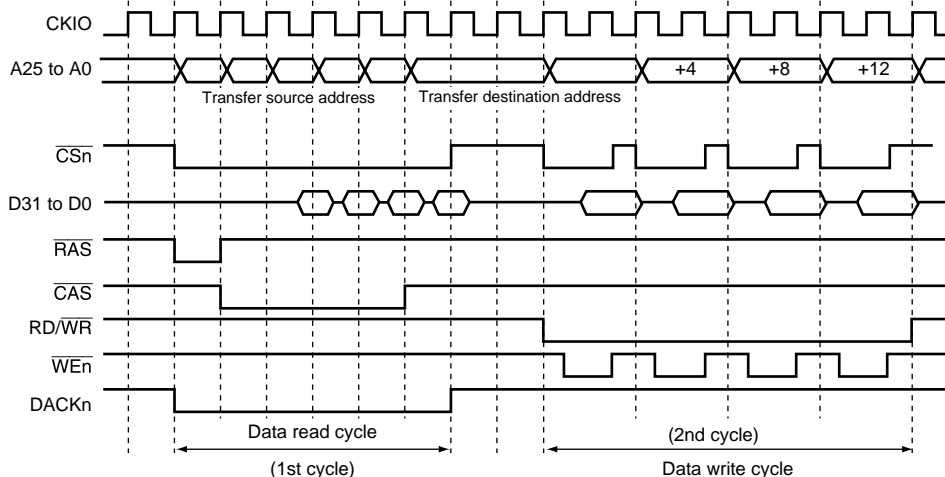 CKIO
A25 to A0
+4 +8 +12
Transfer source address Transfer destination address
CSn
D31 to D0
RAS
CAS
RD/WR
WEn
DACKn
Data read cycle (2nd cycle)
(1st cycle) Data write cycle